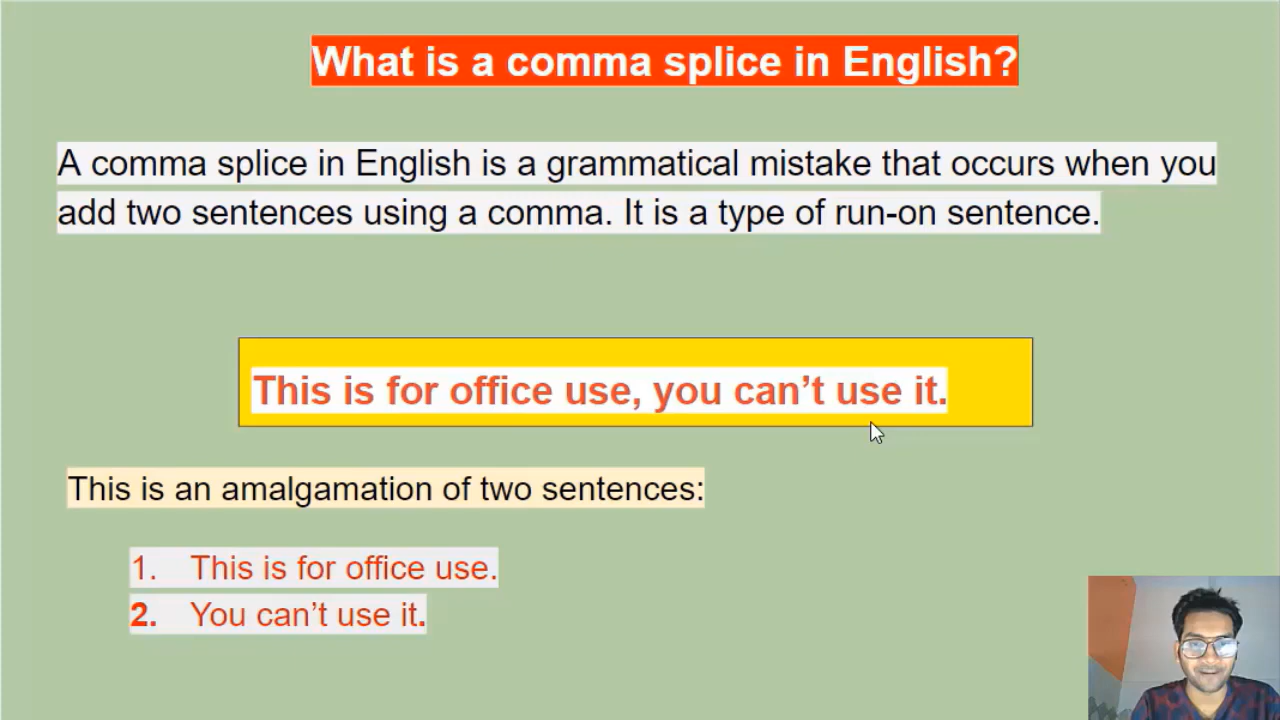 What is a comma splice in English?
A comma splice in English is a grammatical mistake that occurs when you
add two sentences using a comma. It is a type of run-on sentence.
This is for office use, you can’t use it.
This is an amalgamation of two sentences:
1. This is for office use.
2. You can’t use it.